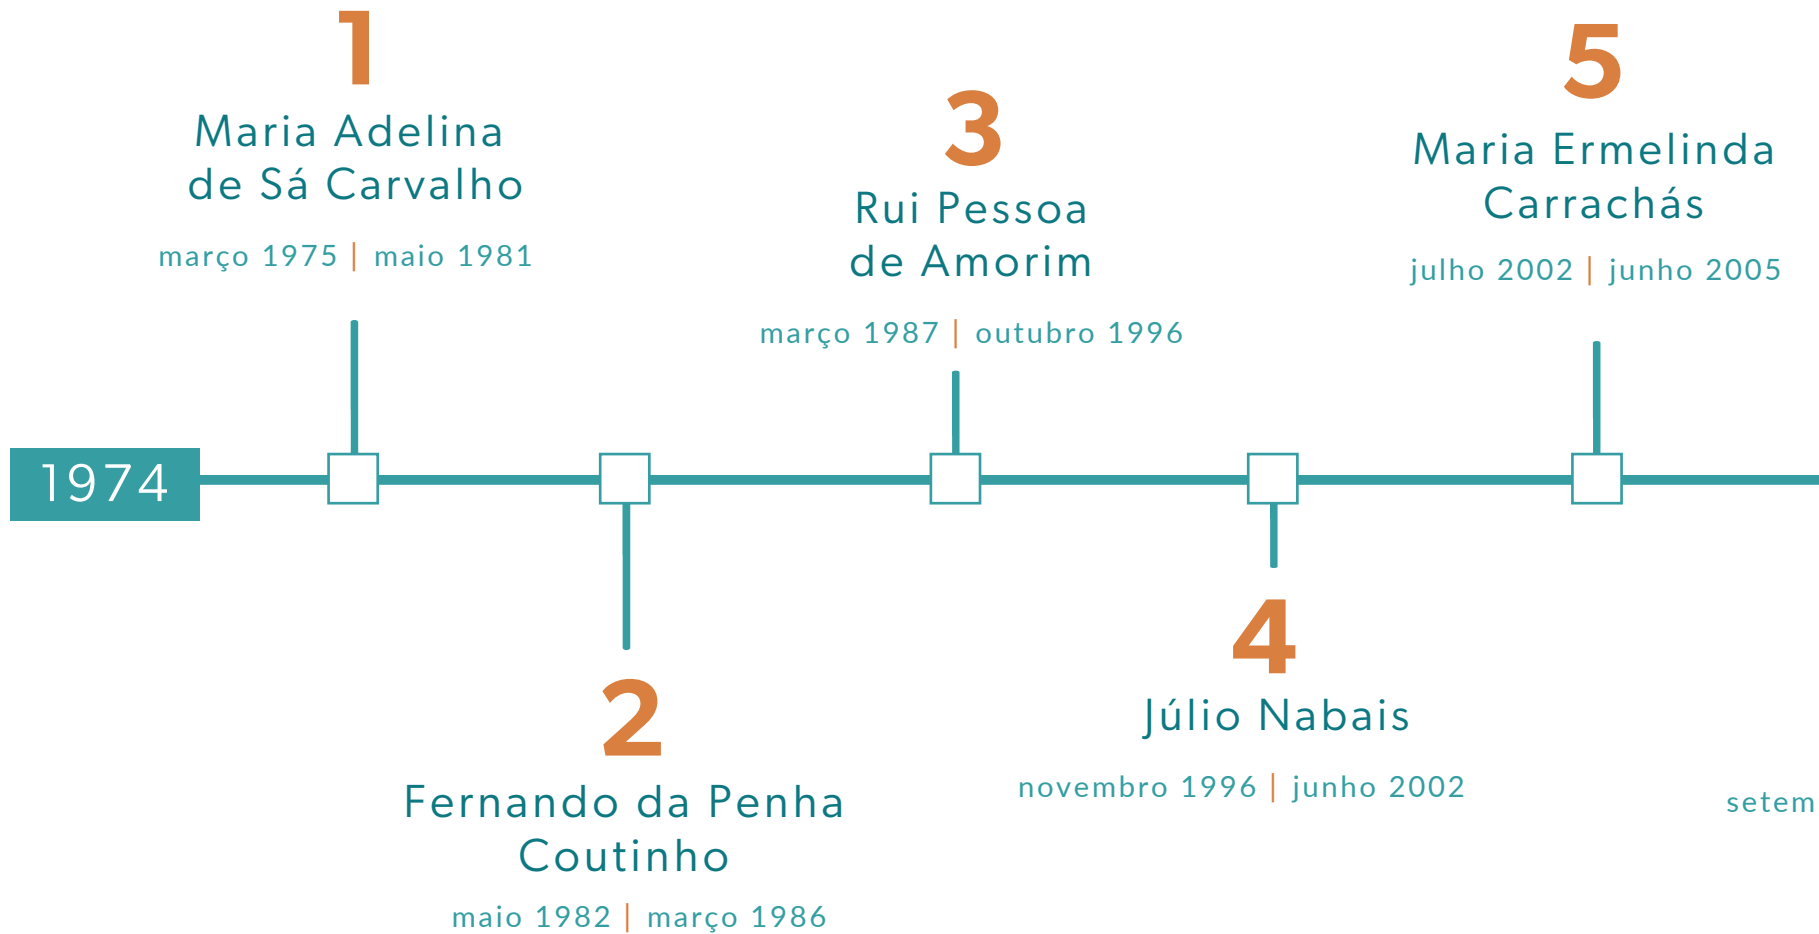 1
Maria Adelina
de Sá Carvalho
março 1975 | maio 1981
3
Rui Pessoa
de Amorim
março 1987 | outubro 1996
5
Maria Ermelinda
Carrachás
julho 2002 | junho 2005
1974
2
Fernando da Penha
Coutinho
maio 1982 | março 1986
4
Júlio Nabais
novembro 1996 | junho 2002
setem